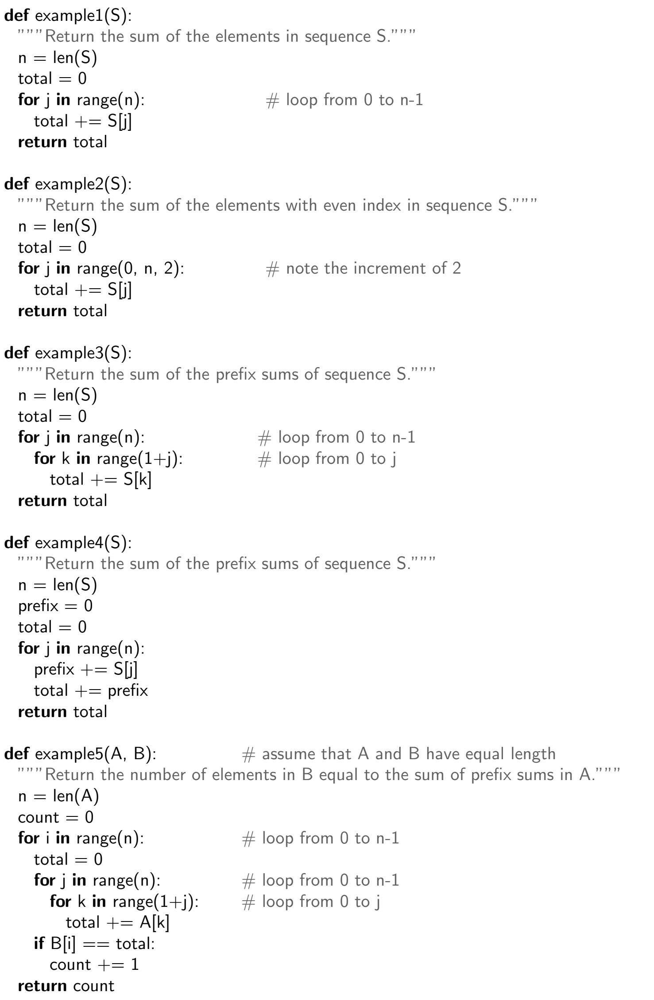 def example1(S):
"""Return the sum of the elements in sequence S."""
n = len(S)
total = 0
for j in range(n): # loop from 0 to n-1
total += S[j]
return total
def example2(S):
"""Return the sum of the elements with even index in sequence S."""
n = len(S)
total = 0
for j in range(0, n, 2): # note the increment of 2
total += S[j]
return total
def example3(S):
"""Return the sum of the prefix sums of sequence S."""
n = len(S)
total = 0
for j in range(n): # loop from 0 to n-1
for k in range(1+j): # loop from 0 to j
total += S[k]
return total
def example4(S):
"""Return the sum of the prefix sums of sequence S."""
n = len(S)
prefix = 0
total = 0
for j in range(n):
prefix += S[j]
total += prefix
return total
def example5(A, B): # assume that A and B have equal length
"""Return the number of elements in B equal to the sum of prefix sums in A."""
n = len(A)
count = 0
for i in range(n): # loop from 0 to n-1
total = 0
for j in range(n): # loop from 0 to n-1
for k in range(1+j): # loop from 0 to j
total += A[k]
if B[i] == total:
count += 1
return count